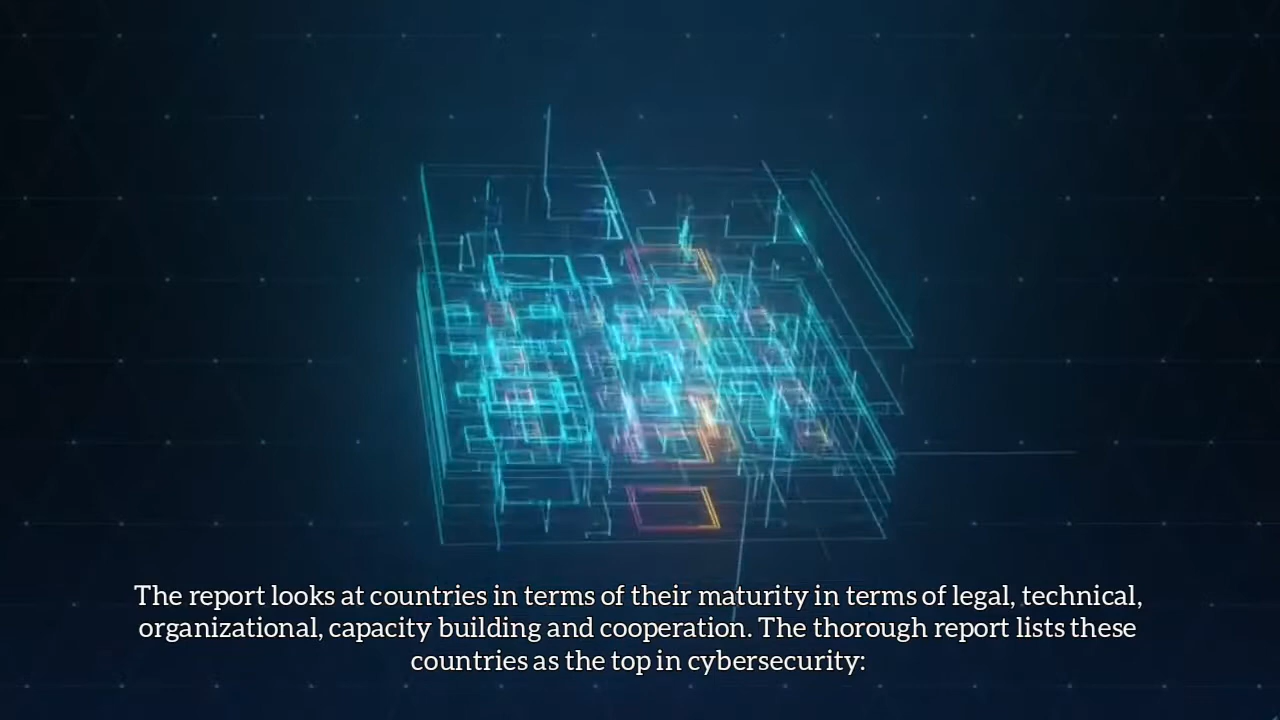 The report looks at countries in terms of their maturity in terms of legal, technical,
organizational, capacity building and cooperation. The thorough report lists these
countries as the top in cybersecurity: